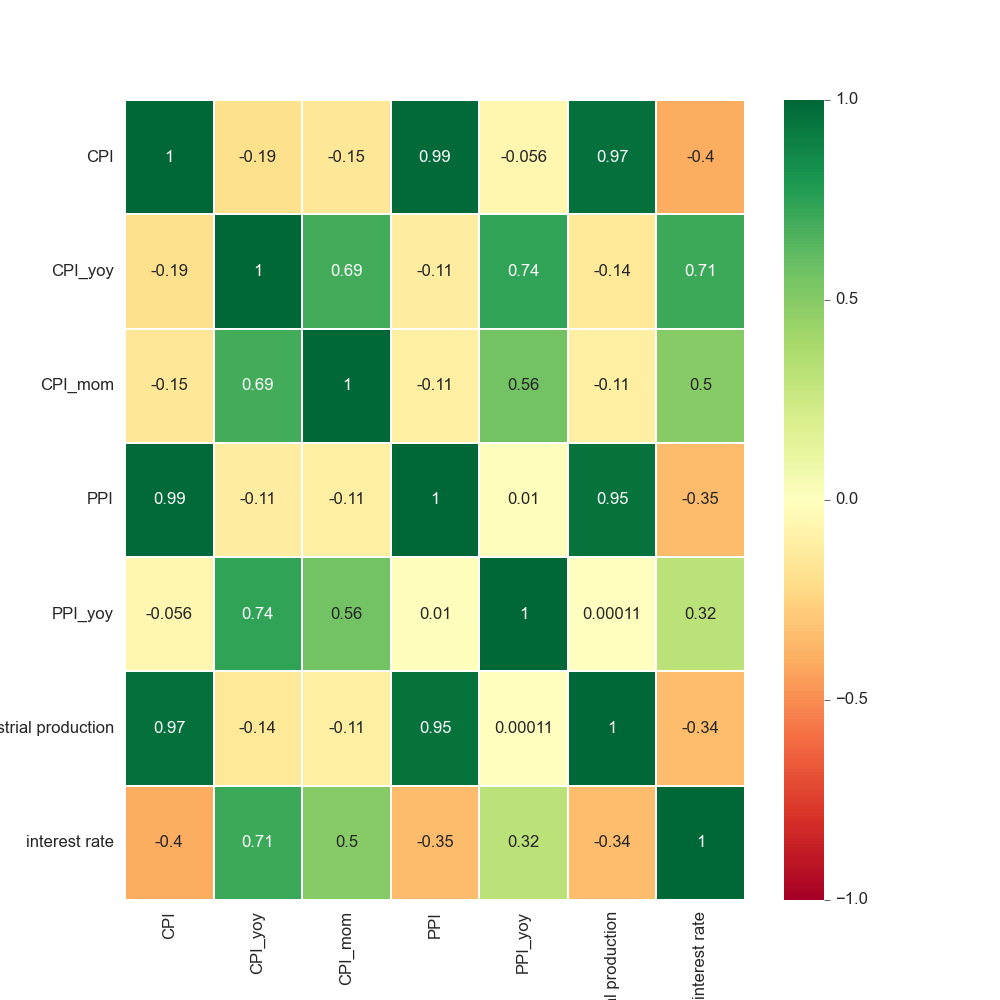 CPI 1 -0.19 -0.15 0.99 -0.056 0.97 -0.4
CPI_yoy -0.19 1 0.69 -0.11 0.74 -0.14 0.71
CPI_mom -0.15 0.69 1 -0.11 0.56 -0.11 0.5
PPI 0.99 -0.11 -0.11 1 0.01 0.95 -0.35
PPI_yoy -0.056 0.74 0.56 0.01 1 0.00011 0.32
strial production 0.97 -0.14 -0.11 0.95 0.00011 1 -0.34
interest rate -0.4 0.71 0.5 -0.35 0.32 -0.34 1
CPI
CPI_yoy
CPI_mom
PPI
PPI_yoy
al production
interest rate
1.0
0.5
0.0
−0.5
−1.0